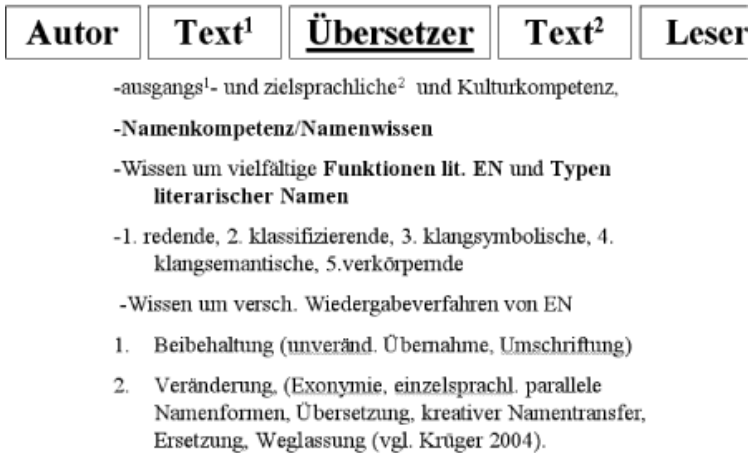 Autor Text¹ Übersetzer Text² Leser
-ausgangs¹- und zielsprachliche² und Kulturkompetenz,
-Namenkompetenz/Namenwissen
-Wissen um vielfältige Funktionen lit. EN und Typen
literarischer Namen
-1. redende, 2. klassifizierende, 3. klangsymbolische, 4.
klangsemantische, 5.verkörpernde
-Wissen um versch. Wiedergabeverfahren von EN
1. Beibehaltung (unveränd. Übernahme, Umschriftung)
2. Veränderung, (Exonymie, einzelsprachl. parallele
Namenformen, Übersetzung, kreativer Namentransfer,
Ersetzung, Weglassung (vgl. Krüger 2004).